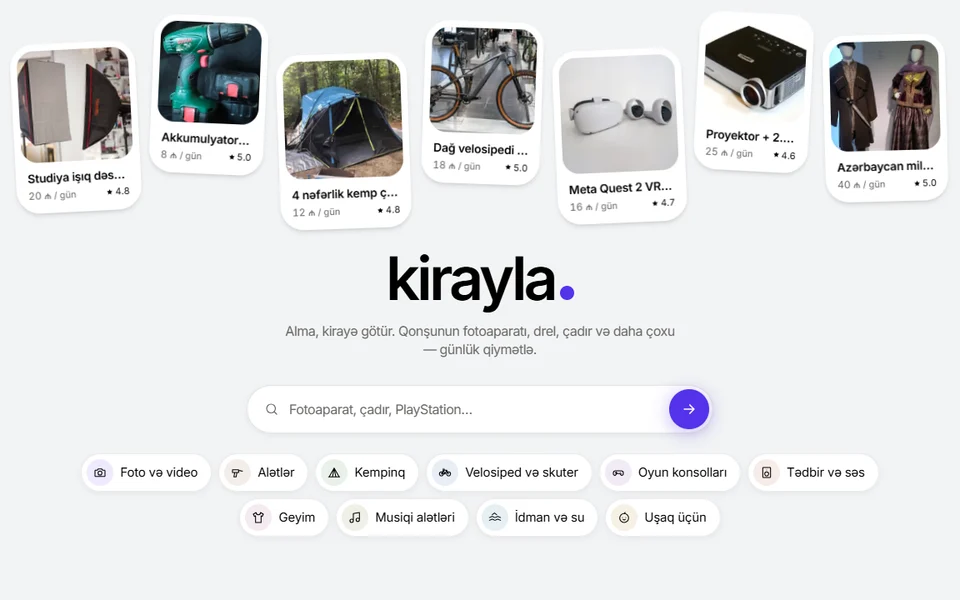 Studiya işıq dəs...
20 ₼ / gün
★ 4.8
Akkumulyator...
8 ₼ / gün
★ 5.0
4 nəfərlik kemp ç...
12 ₼ / gün
★ 4.8
Dağ velosipedi ...
18 ₼ / gün
★ 5.0
Meta Quest 2 VR...
16 ₼ / gün
★ 4.7
Proyektor + 2....
25 ₼ / gün
★ 4.6
Azərbaycan mil...
40 ₼ / gün
★ 5.0
kirayla.
Alma, kirayə götür. Qonşunun fotoaparatı, drel, çadır və daha çoxu
— günlük qiymətlə.
Fotoaparat, çadır, PlayStation...
Foto və video
Alətlər
Kempinq
Velosiped və skuter
Oyun konsolları
Tədbir və səs
Geyim
Musiqi alətləri
İdman və su
Uşaq üçün